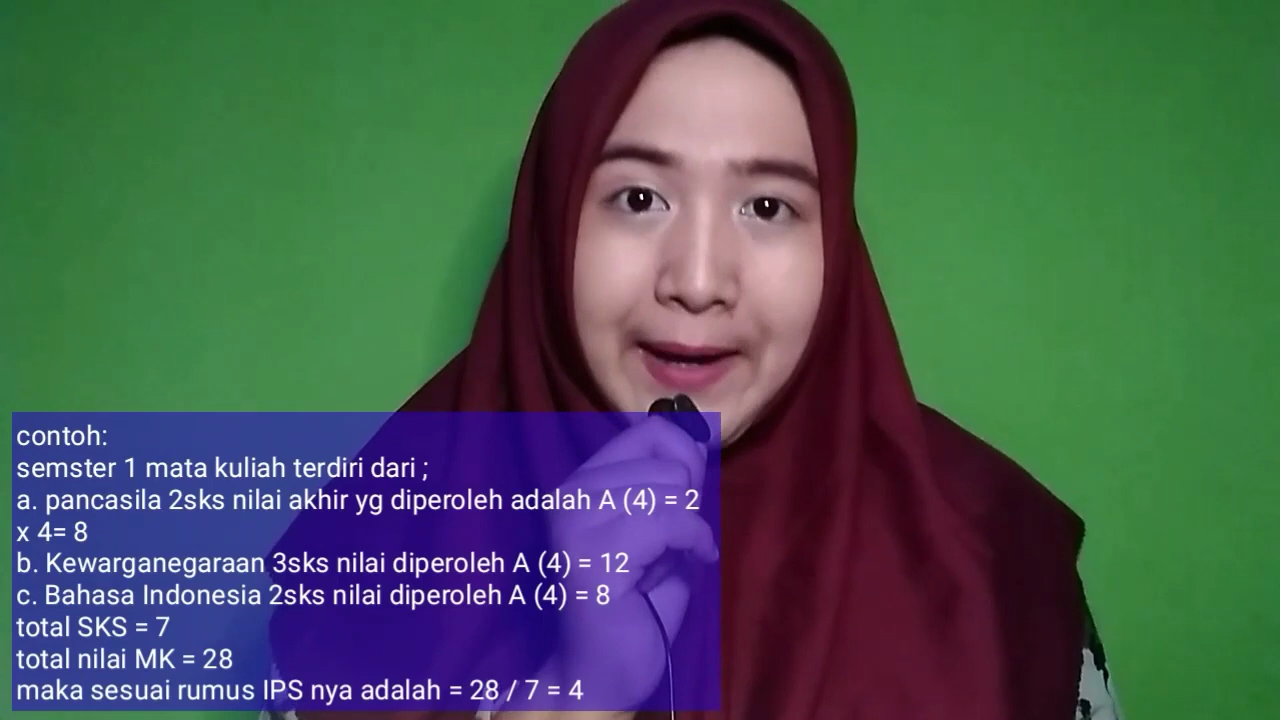 contoh:
semster 1 mata kuliah terdiri dari ;
a. pancasila 2sks nilai akhir yg diperoleh adalah A (4) = 2
x 4= 8
b. Kewarganegaraan 3sks nilai diperoleh A (4) = 12
c. Bahasa Indonesia 2sks nilai diperoleh A (4) = 8
total SKS = 7
total nilai MK = 28
maka sesuai rumus IPS nya adalah = 28 / 7 = 4